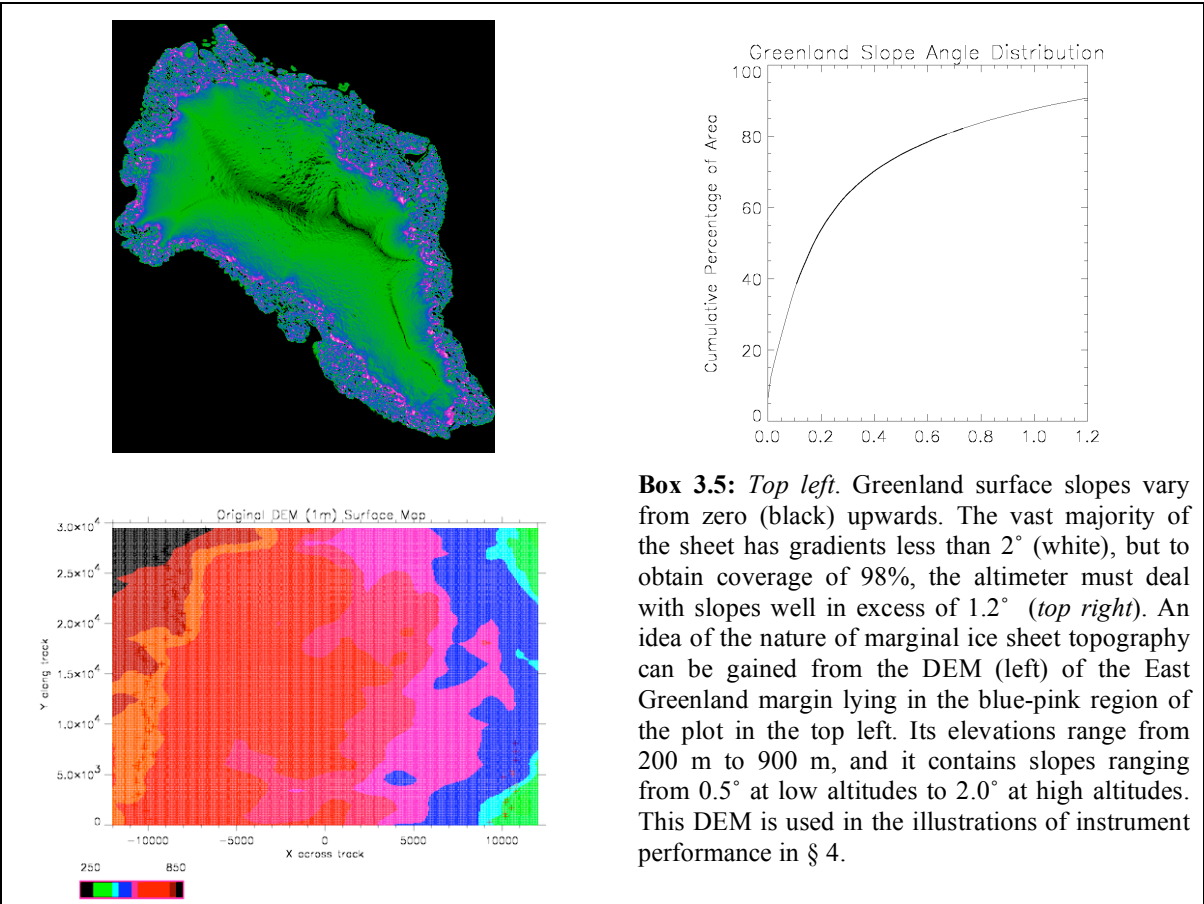 Greenland Slope Angle Distribution
Cumulative Percentage of Area
100
80
60
40
20
0
0.0 0.2 0.4 0.6 0.8 1.0 1.2
Original DEM (1m) Surface Map
Y along track
3.0×10⁴
2.5×10⁴
2.0×10⁴
1.5×10⁴
1.0×10⁴
5.0×10³
0
-10000 -5000 0 5000 10000
X across track
250 850
Box 3.5: Top left. Greenland surface slopes vary
from zero (black) upwards. The vast majority of
the sheet has gradients less than 2˚ (white), but to
obtain coverage of 98%, the altimeter must deal
with slopes well in excess of 1.2˚ (top right). An
idea of the nature of marginal ice sheet topography
can be gained from the DEM (left) of the East
Greenland margin lying in the blue-pink region of
the plot in the top left. Its elevations range from
200 m to 900 m, and it contains slopes ranging
from 0.5˚ at low altitudes to 2.0˚ at high altitudes.
This DEM is used in the illustrations of instrument
performance in § 4.